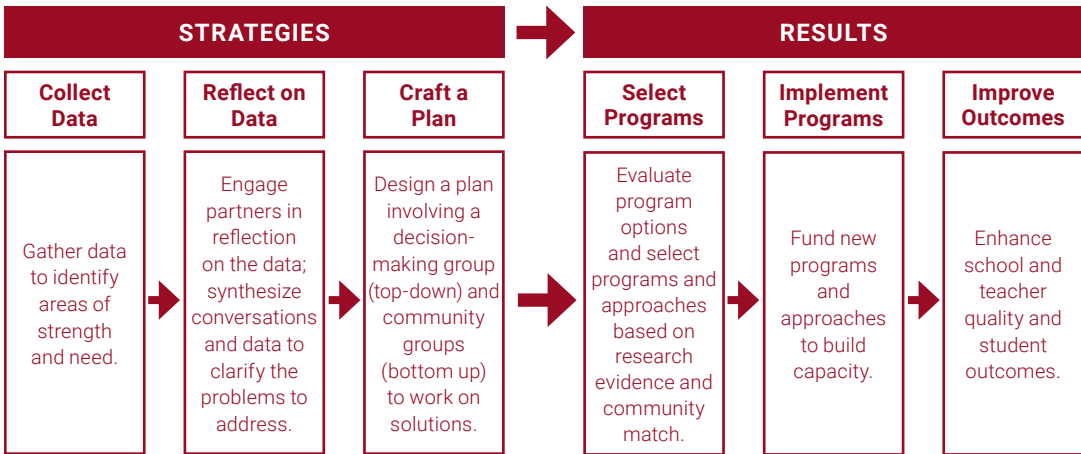 STRATEGIES
RESULTS
Collect
Data
Reflect on
Data
Craft a
Plan
Select
Programs
Implement
Programs
Improve
Outcomes
Gather data
to identify
areas of
strength
and need.
Engage
partners in
reflection
on the data;
synthesize
conversations
and data to
clarify the
problems to
address.
Design a plan
involving a
decision-
making group
(top-down) and
community
groups
(bottom up)
to work on
solutions.
Evaluate
program
options
and select
programs and
approaches
based on
research
evidence and
community
match.
Fund new
programs
and
approaches
to build
capacity.
Enhance
school and
teacher
quality and
student
outcomes.